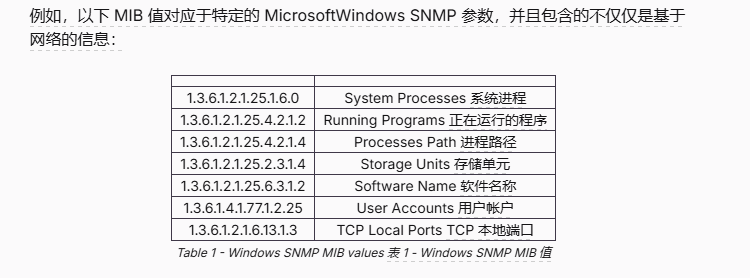 例如，以下 MIB 值对应于特定的 MicrosoftWindows SNMP 参数，并且包含的不仅仅是基于
网络的信息：
1.3.6.1.2.1.25.1.6.0 System Processes 系统进程
1.3.6.1.2.1.25.4.2.1.2 Running Programs 正在运行的程序
1.3.6.1.2.1.25.4.2.1.4 Processes Path 进程路径
1.3.6.1.2.1.25.2.3.1.4 Storage Units 存储单元
1.3.6.1.2.1.25.6.3.1.2 Software Name 软件名称
1.3.6.1.4.1.77.1.2.25 User Accounts 用户帐户
1.3.6.1.2.1.6.13.1.3 TCP Local Ports TCP 本地端口
Table 1 - Windows SNMP MIB values 表 1 - Windows SNMP MIB 值